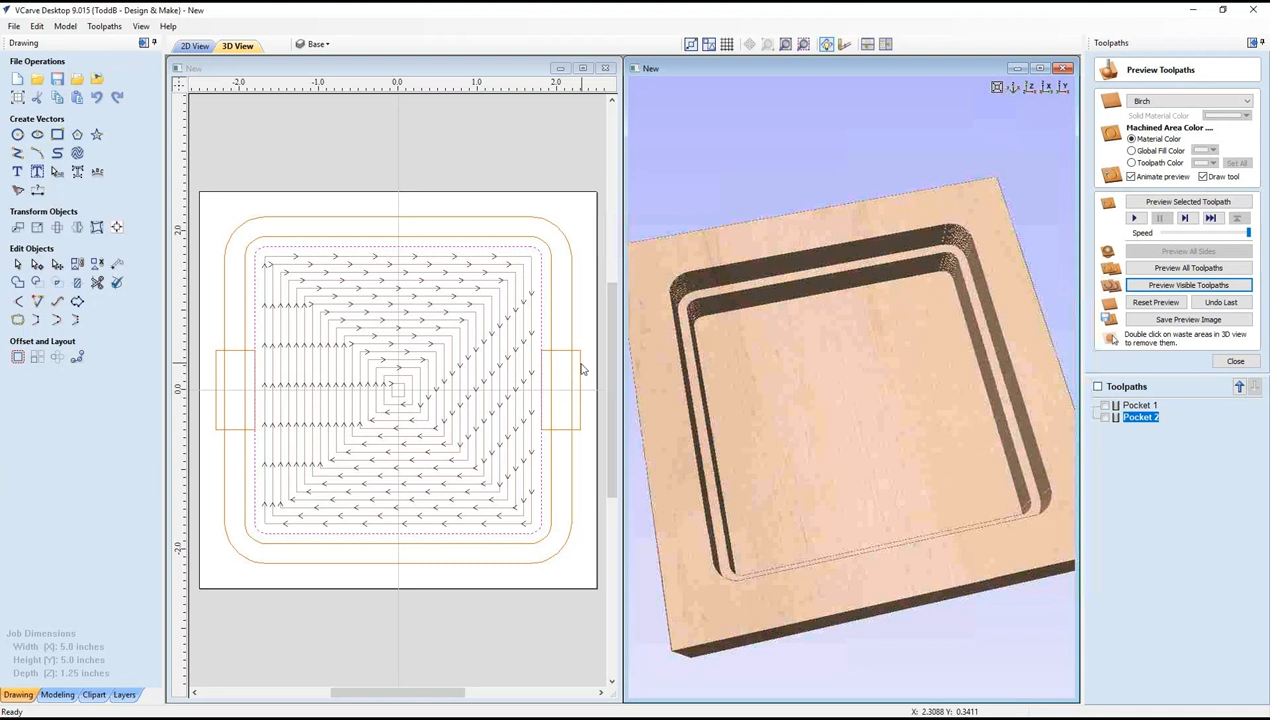 VCarve Desktop 9.015 (ToddB - Design & Make) - New
File Edit Model Toolpaths View Help
Drawing
File Operations
Create Vectors
Transform Objects
Edit Objects
Offset and Layout
Job Dimensions
Width (X): 5.0 inches
Height (Y): 5.0 inches
Depth (Z): 1.25 inches
Drawing Modeling Clipart Layers
Ready
2D View 3D View
Base
New
-2.0 -1.0 0.0 1.0 2.0
2.0
0.0
-2.0
New
Toolpaths
Preview Toolpaths
Birch
Solid Material Color
Machined Area Color ....
Material Color
Global Fill Color
Toolpath Color Set All
Animate preview Draw tool
Preview Selected Toolpath
Speed
Preview All Sides
Preview All Toolpaths
Preview Visible Toolpaths
Reset Preview Undo Last
Save Preview Image
Double click on waste areas in 3D view
to remove them.
Close
Toolpaths
Pocket 1
Pocket 2
X: 2.3088 Y: 0.3411